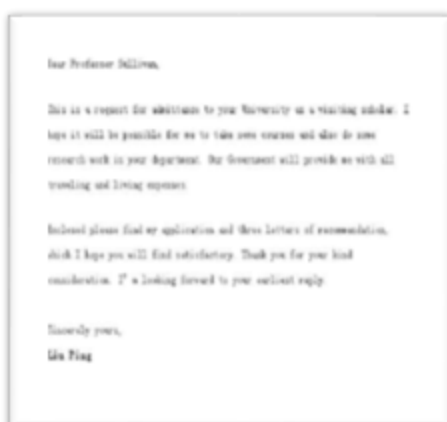 Dear Professor Sullivan,
This is a request for admittance to your University as a visiting scholar. I
hope it will be possible for me to take some courses and also do some
research work in your department. Our Government will provide me with all
traveling and living expenses.
Enclosed please find my application and three letters of recommendation,
which I hope you will find satisfactory. Thank you for your kind
consideration. I'm looking forward to your earliest reply.
Sincerely yours,
Liu Ping